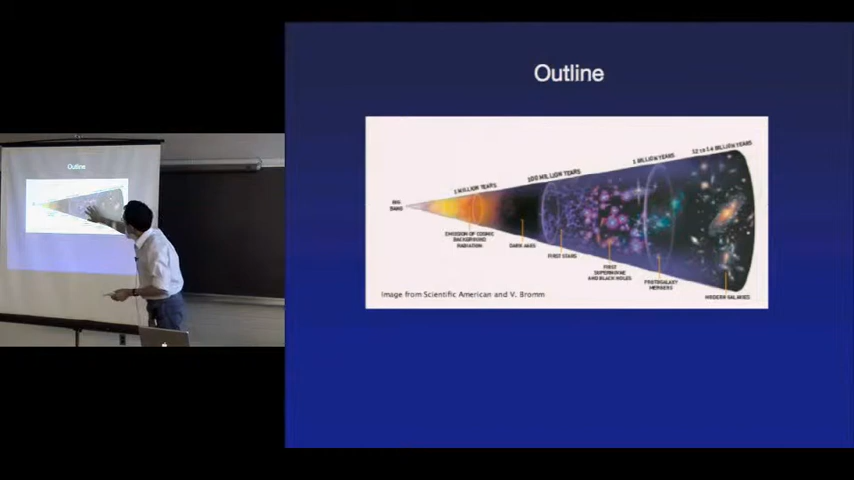 Outline
1 MILLION YEARS
100 MILLION YEARS
1 BILLION YEARS
12 to 14 BILLION YEARS
BIG
BANG
EMISSION OF COSMIC
BACKGROUND
RADIATION
DARK AGES
FIRST STARS
FIRST
SUPERNOVAE
AND BLACK HOLES
PROTOGALAXY
MERGERS
MODERN GALAXIES
Image from Scientific American and V. Bromm
Outline